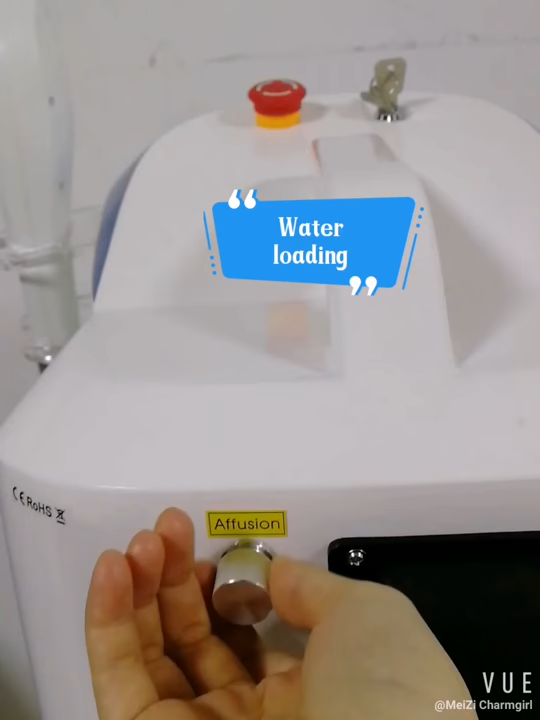 Water
loading
CE RoHS
Affusion
VUE
@MeiZi Charmgirl